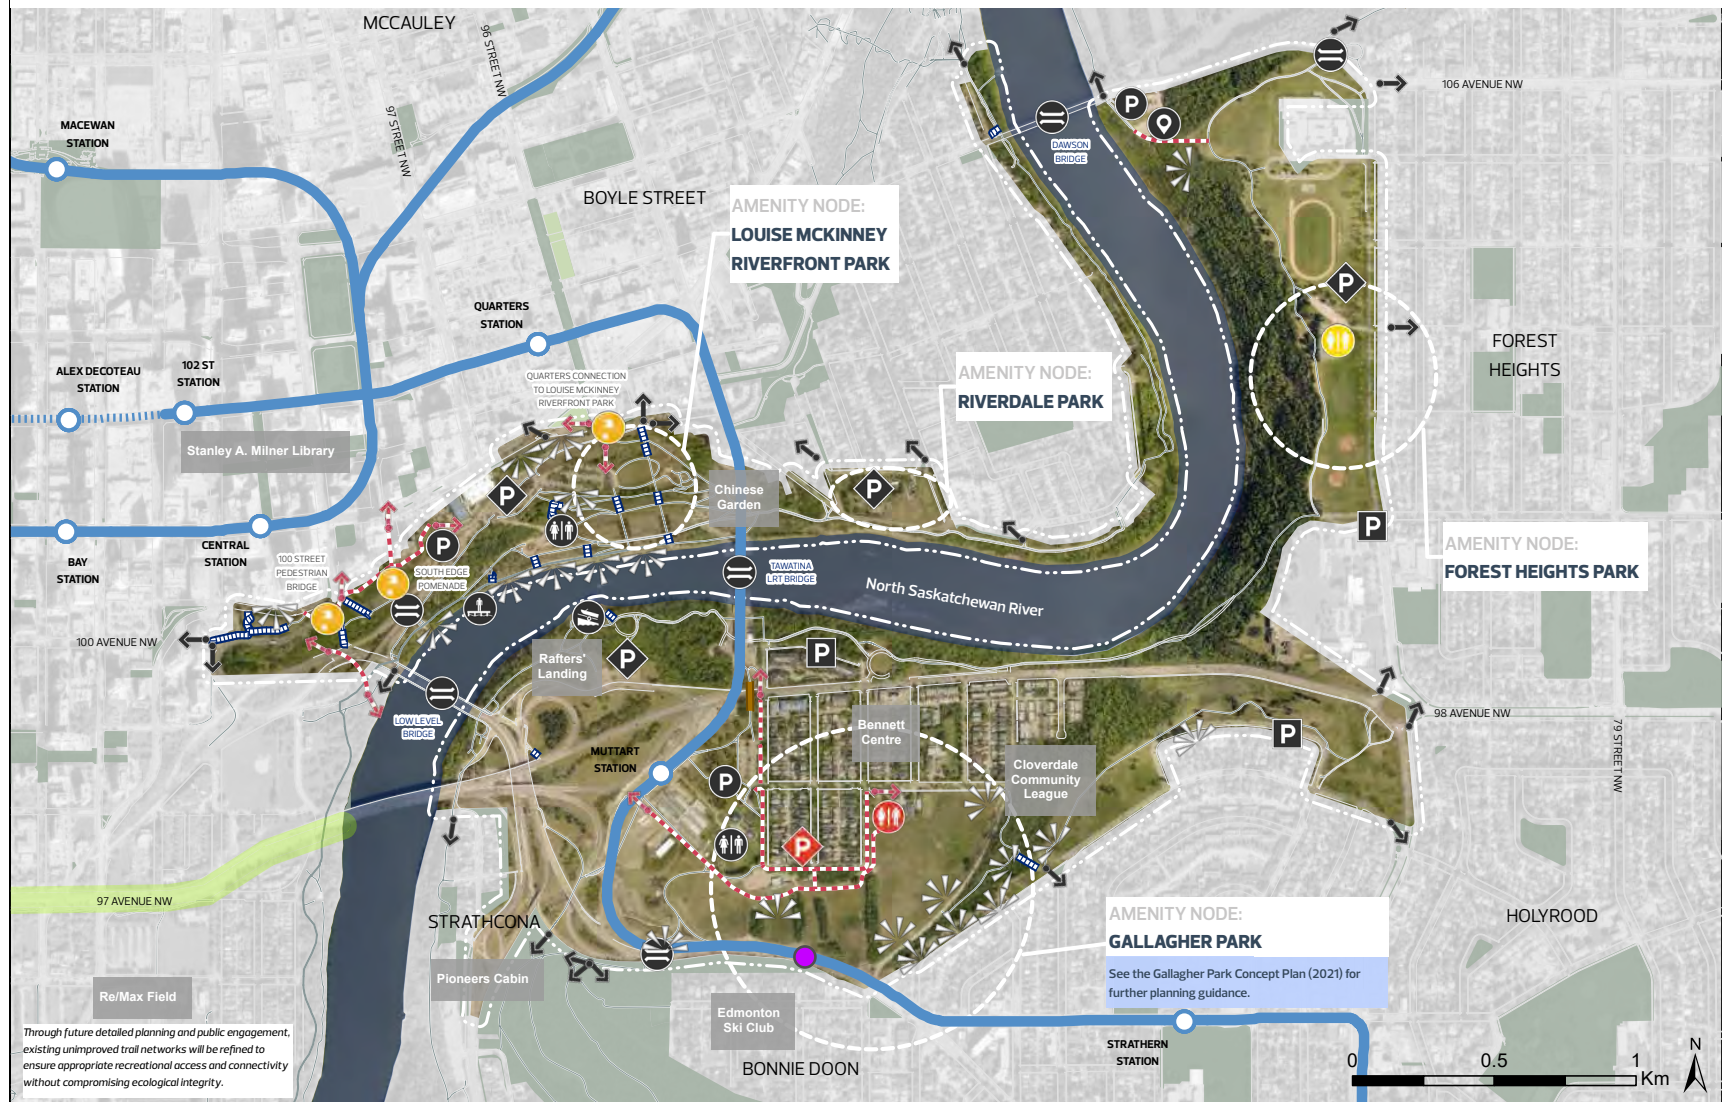 MCCAULEY
96 STREET NW
97 STREET NW
106 AVENUE NW
MACEWAN
STATION
DAWSON
BRIDGE
BOYLE STREET
AMENITY NODE:
LOUISE MCKINNEY
RIVERFRONT PARK
QUARTERS
STATION
FOREST
HEIGHTS
ALEX DECOTEAU
STATION
102 ST
STATION
QUARTERS CONNECTION
TO LOUISE MCKINNEY
RIVERFRONT PARK
AMENITY NODE:
RIVERDALE PARK
Stanley A. Milner Library
Chinese
Garden
P
P
P
P
P
P
P
P
P
P
P
BAY
STATION
CENTRAL
STATION
100 STREET
PEDESTRIAN
BRIDGE
SOUTH EDGE
POMENADE
TAWATINA
LRT BRIDGE
North Saskatchewan River
AMENITY NODE:
FOREST HEIGHTS PARK
100 AVENUE NW
Rafters'
Landing
LOW LEVEL
BRIDGE
Bennett
Centre
98 AVENUE NW
79 STREET NW
MUTTART
STATION
Cloverdale
Community
League
97 AVENUE NW
STRATHCONA
HOLYROOD
AMENITY NODE:
GALLAGHER PARK
See the Gallagher Park Concept Plan (2021) for
further planning guidance.
Pioneers Cabin
Re/Max Field
Edmonton
Ski Club
Through future detailed planning and public engagement,
existing unimproved trail networks will be refined to
ensure appropriate recreational access and connectivity
without compromising ecological integrity.
BONNIE DOON
STRATHERN
STATION
0 0.5 1
Km
N